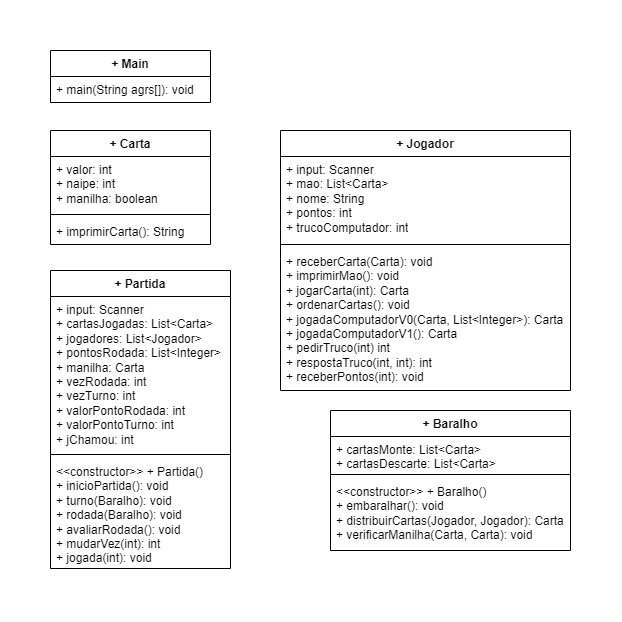 + Main
+ main(String agrs[]): void
+ Carta
+ valor: int
+ naipe: int
+ manilha: boolean
+ imprimirCarta(): String
+ Jogador
+ input: Scanner
+ mao: List<Carta>
+ nome: String
+ pontos: int
+ trucoComputador: int
+ receberCarta(Carta): void
+ imprimirMao(): void
+ jogarCarta(int): Carta
+ ordenarCartas(): void
+ jogadaComputadorV0(Carta, List<Integer>): Carta
+ jogadaComputadorV1(): Carta
+ pedirTruco(int) int
+ respostaTruco(int, int): int
+ receberPontos(int): void
+ Partida
+ input: Scanner
+ cartasJogadas: List<Carta>
+ jogadores: List<Jogador>
+ pontosRodada: List<Integer>
+ manilha: Carta
+ vezRodada: int
+ vezTurno: int
+ valorPontoRodada: int
+ valorPontoTurno: int
+ jChamou: int
<<constructor>> + Partida()
+ inicioPartida(): void
+ turno(Baralho): void
+ rodada(Baralho): void
+ avaliarRodada(): void
+ mudarVez(int): int
+ jogada(int): void
+ Baralho
+ cartasMonte: List<Carta>
+ cartasDescarte: List<Carta>
<<constructor>> + Baralho()
+ embaralhar(): void
+ distribuirCartas(Jogador, Jogador): Carta
+ verificarManilha(Carta, Carta): void